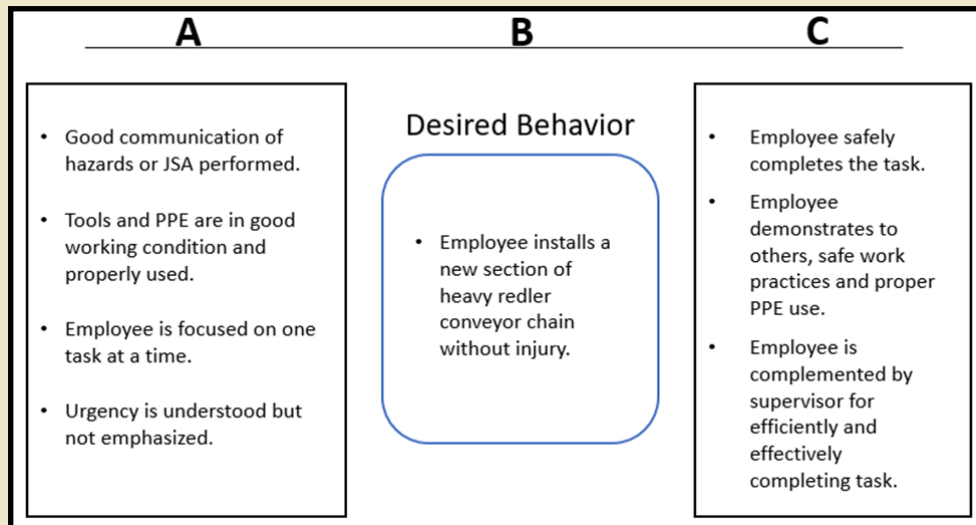 A B C
• Good communication of
hazards or JSA performed.
• Tools and PPE are in good
working condition and
properly used.
• Employee is focused on one
task at a time.
• Urgency is understood but
not emphasized.
Desired Behavior
• Employee installs a
new section of
heavy redler
conveyor chain
without injury.
• Employee safely
completes the task.
• Employee
demonstrates to
others, safe work
practices and proper
PPE use.
• Employee is
complemented by
supervisor for
efficiently and
effectively
completing task.